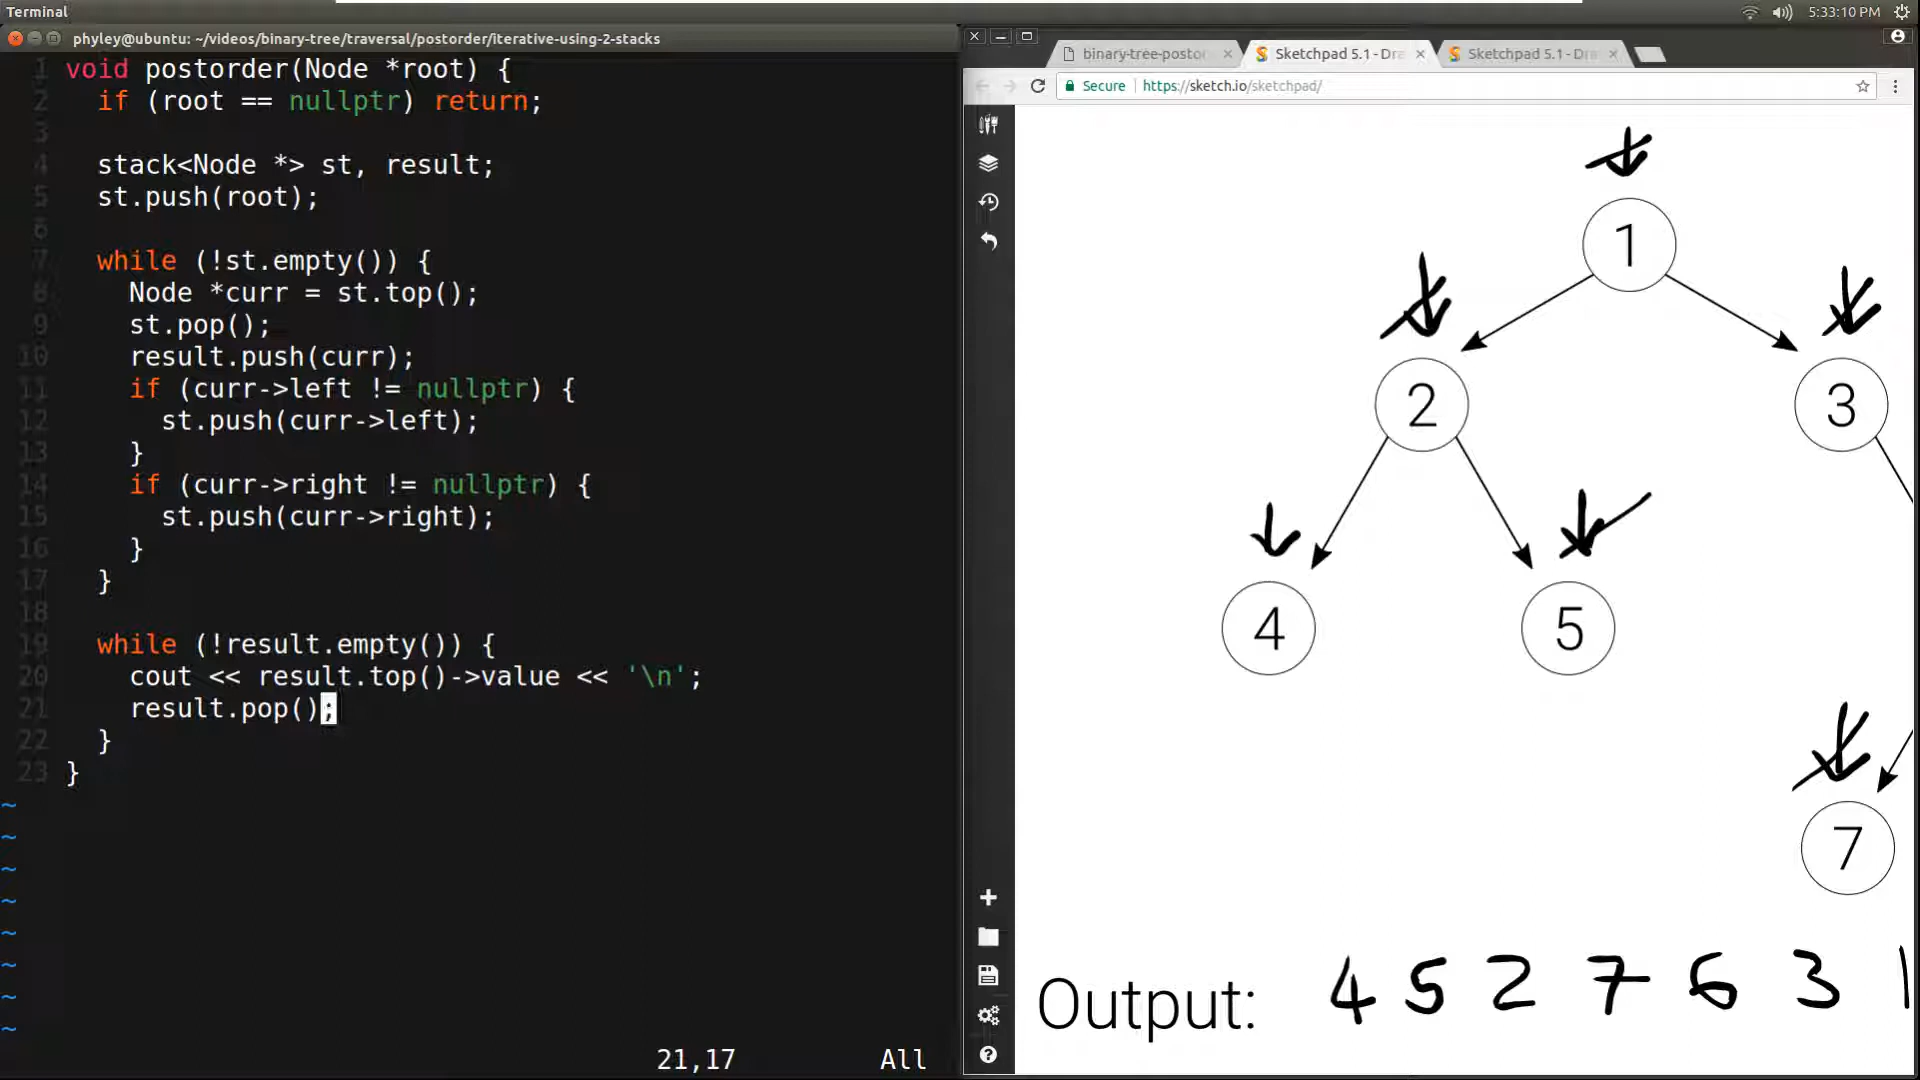 Terminal
5:33:10 PM
phyley@ubuntu: ~/videos/binary-tree/traversal/postorder/iterative-using-2-stacks
1 void postorder(Node *root) {
2 if (root == nullptr) return;
3
4 stack<Node *> st, result;
5 st.push(root);
6
7 while (!st.empty()) {
8 Node *curr = st.top();
9 st.pop();
10 result.push(curr);
11 if (curr->left != nullptr) {
12 st.push(curr->left);
13 }
14 if (curr->right != nullptr) {
15 st.push(curr->right);
16 }
17 }
18
19 while (!result.empty()) {
20 cout << result.top()->value << '\n';
21 result.pop();
22 }
23 }
~
~
~
~
~
~
~
~
21,17 All
binary-tree-postor
Sketchpad 5.1 - Dra
Sketchpad 5.1 - Dra
Secure https://sketch.io/sketchpad/
1
2
3
4
5
7
Output: 4 5 2 7 6 3 1